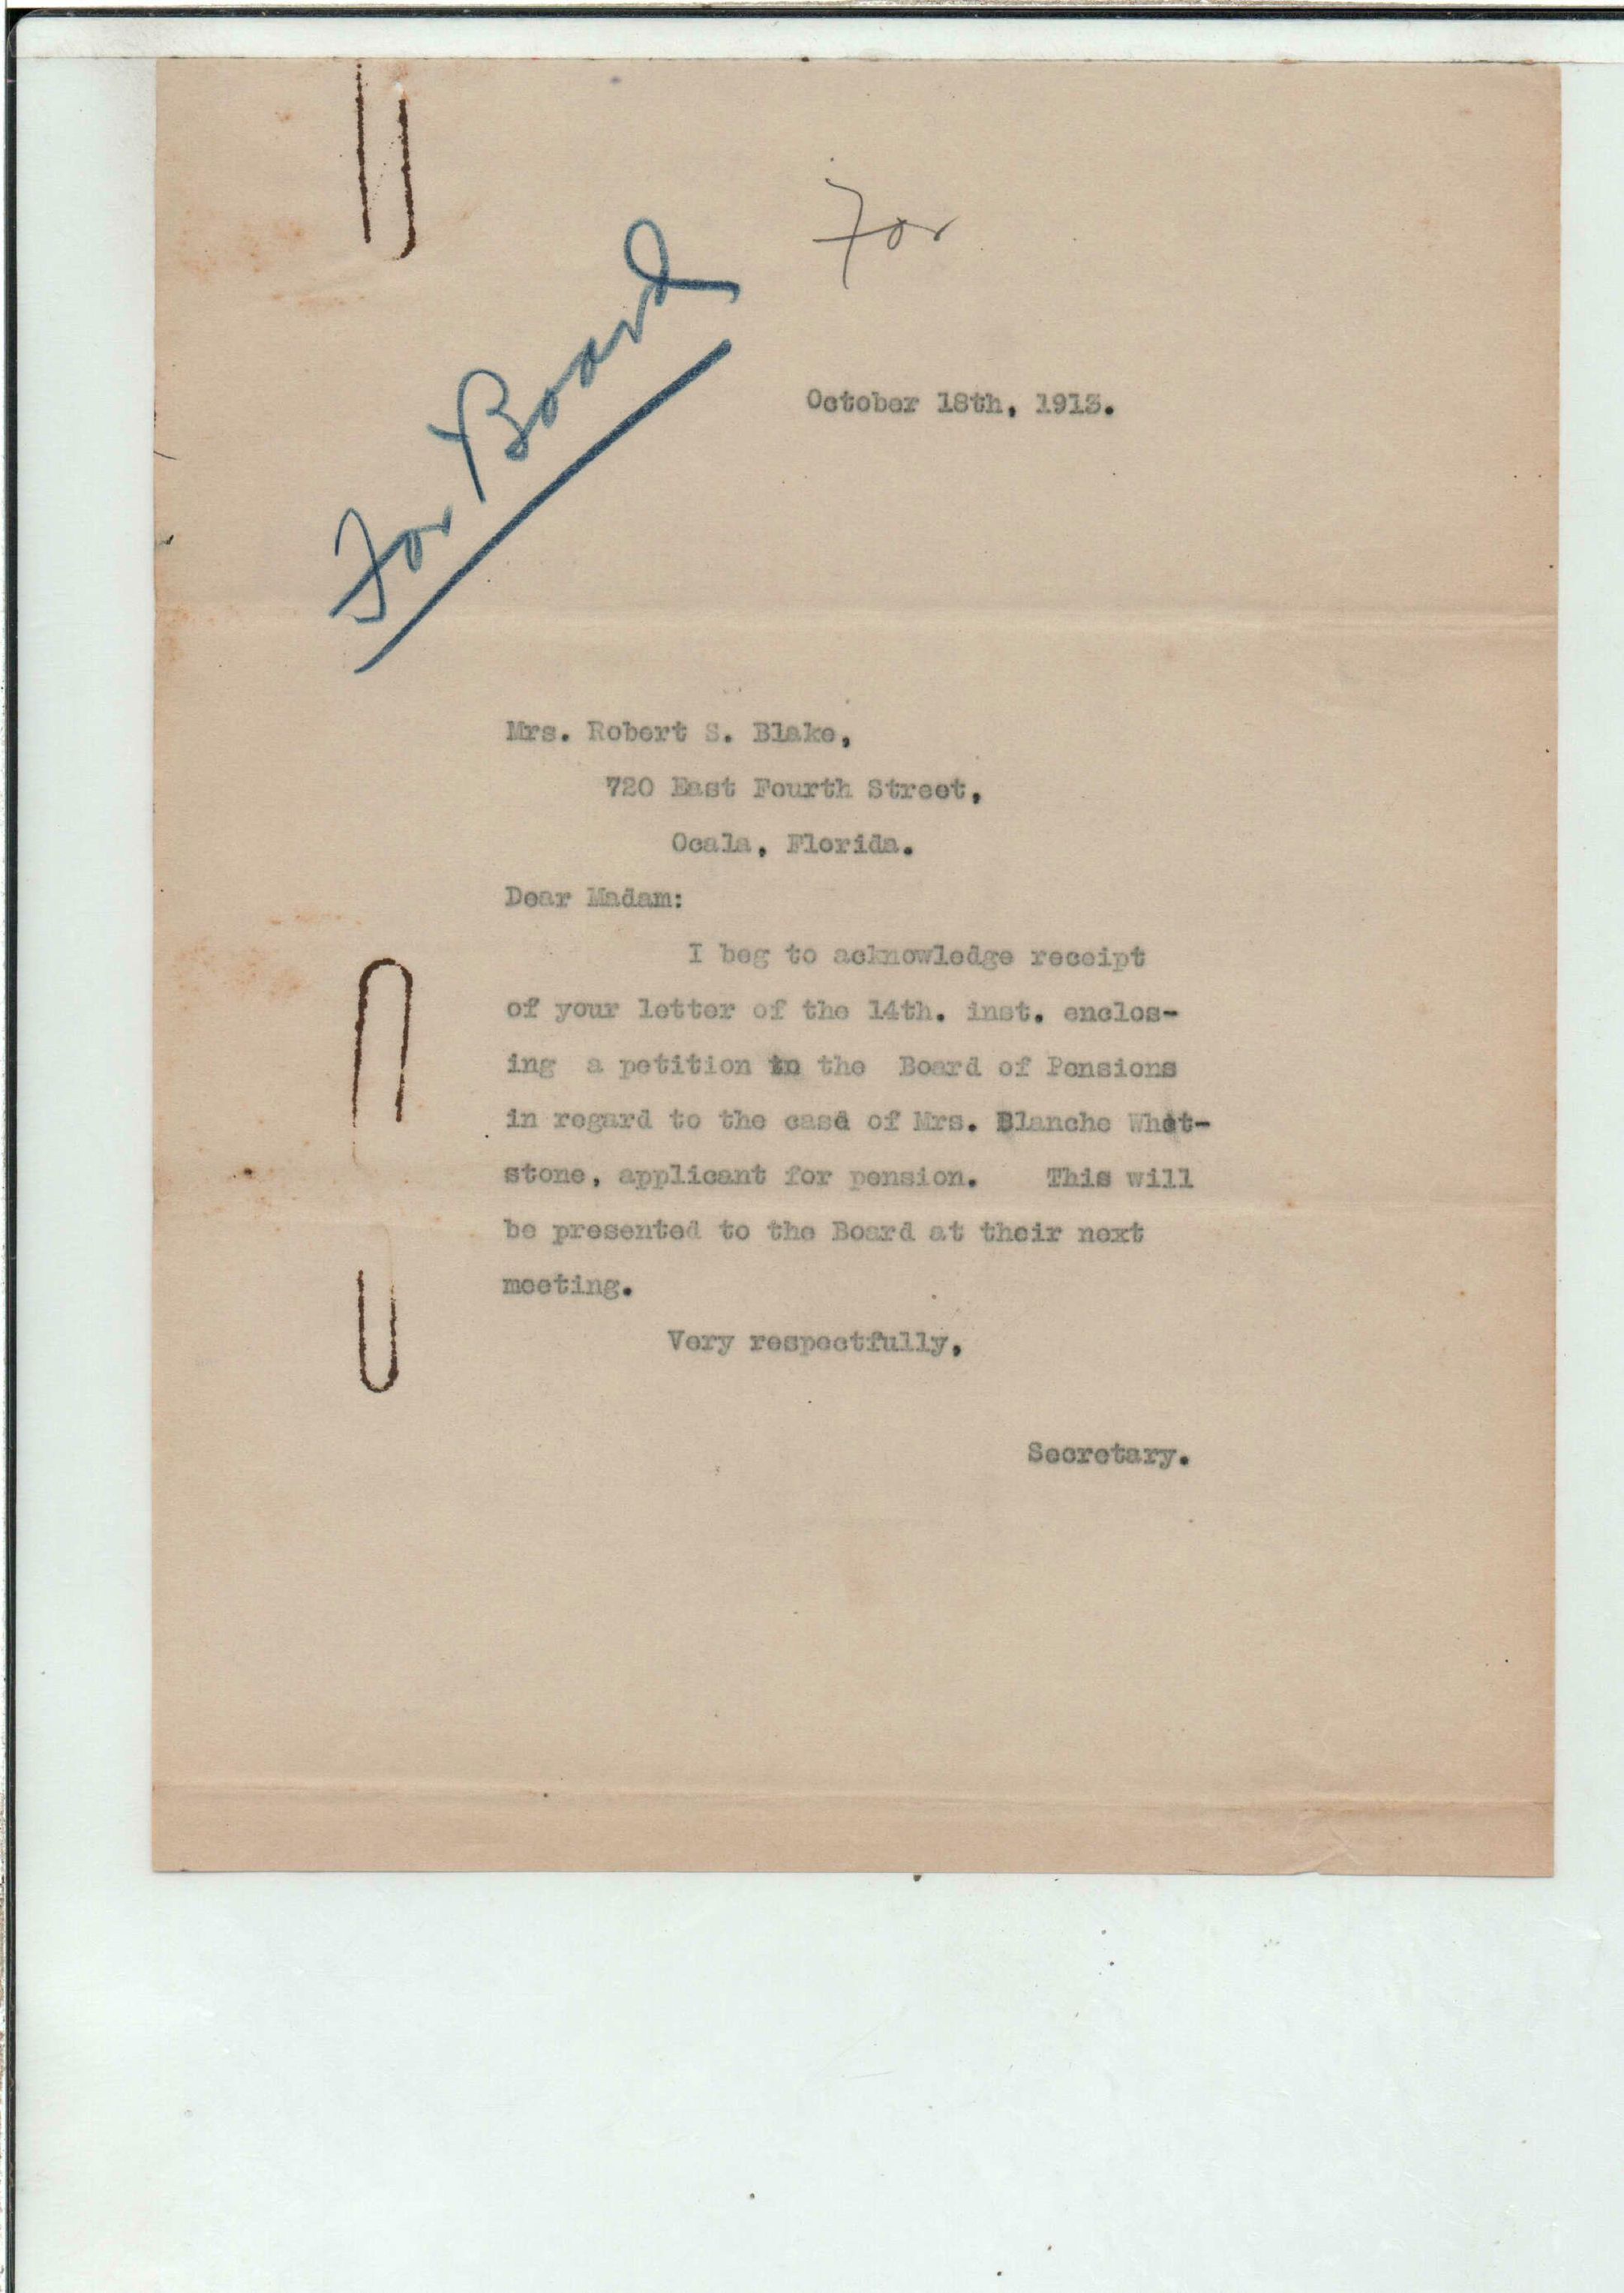 For
For Board
October 18th, 1913.
Mrs. Robert S. Blake,
720 East Fourth Street,
Ocala, Florida.
Dear Madam:
I beg to acknowledge receipt
of your letter of the 14th. inst. enclos-
ing a petition to the Board of Pensions
in regard to the case of Mrs. Blanche Whet-
stone, applicant for pension. This will
be presented to the Board at their next
meeting.
Very respectfully,
Secretary.